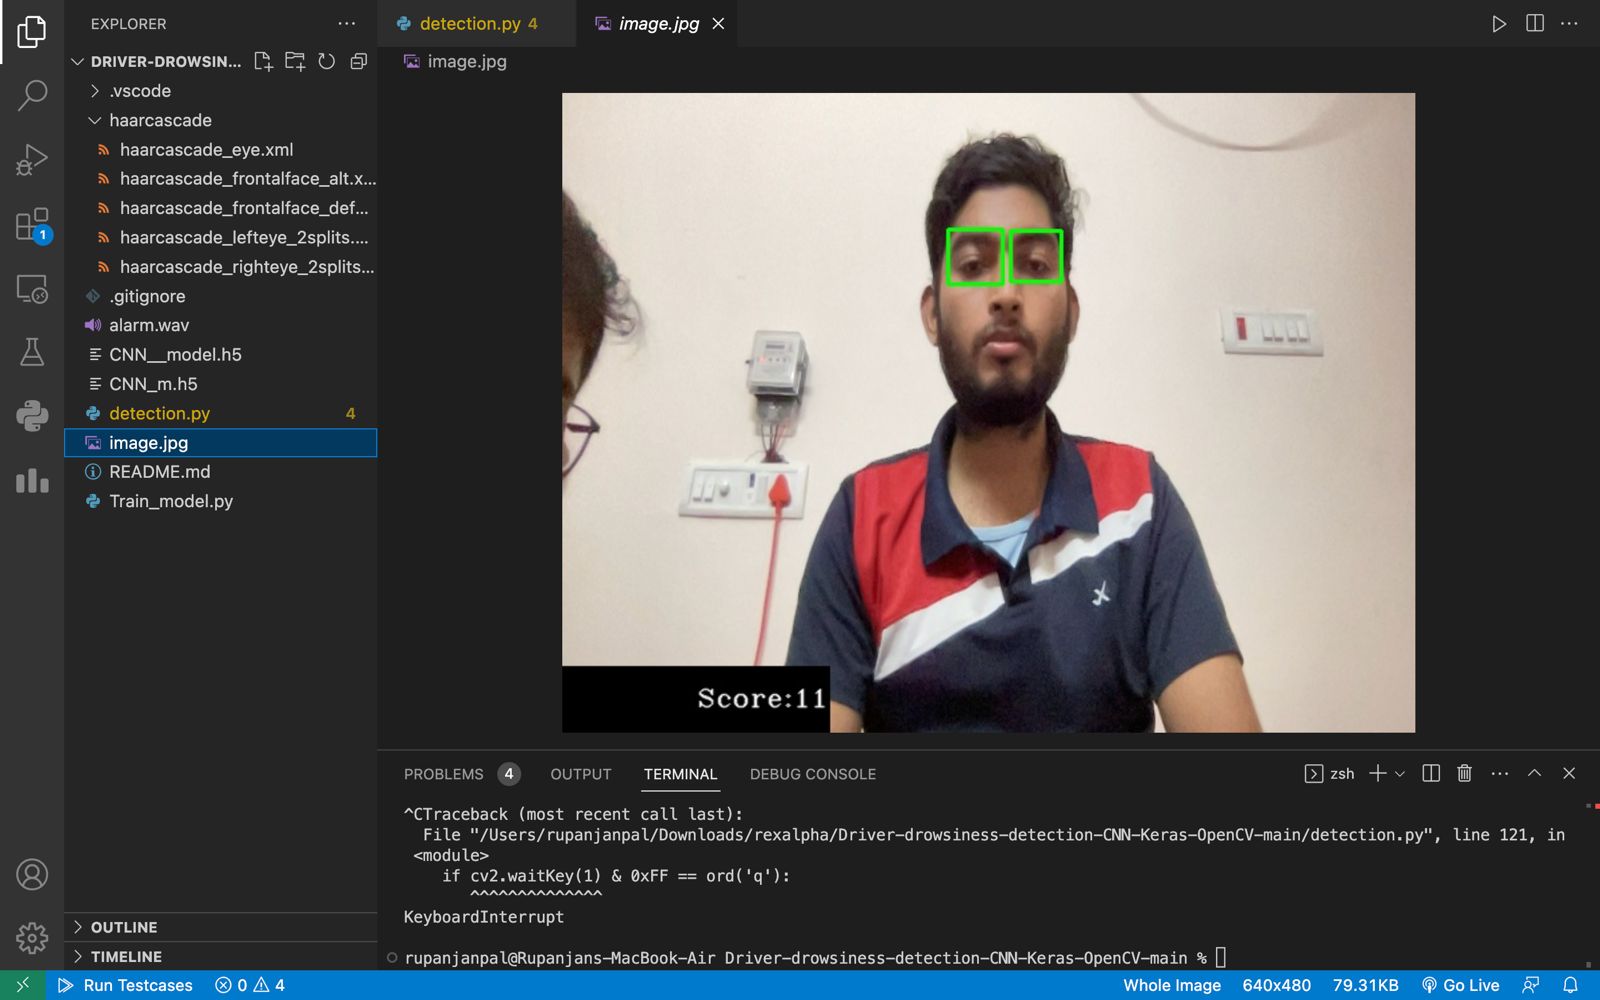 EXPLORER
DRIVER-DROWSIN...
.vscode
haarcascade
haarcascade_eye.xml
haarcascade_frontalface_alt.x...
haarcascade_frontalface_def...
haarcascade_lefteye_2splits....
haarcascade_righteye_2splits...
.gitignore
alarm.wav
CNN__model.h5
CNN_m.h5
detection.py 4
image.jpg
README.md
Train_model.py
OUTLINE
TIMELINE
1
detection.py 4
image.jpg
image.jpg
Score:11
PROBLEMS 4 OUTPUT TERMINAL DEBUG CONSOLE
zsh
^CTraceback (most recent call last):
File "/Users/rupanjanpal/Downloads/rexalpha/Driver-drowsiness-detection-CNN-Keras-OpenCV-main/detection.py", line 121, in
<module>
if cv2.waitKey(1) & 0xFF == ord('q'):
^^^^^^^^^^^^^^
KeyboardInterrupt
rupanjanpal@Rupanjans-MacBook-Air Driver-drowsiness-detection-CNN-Keras-OpenCV-main %
Run Testcases 0 4
Whole Image 640x480 79.31KB Go Live